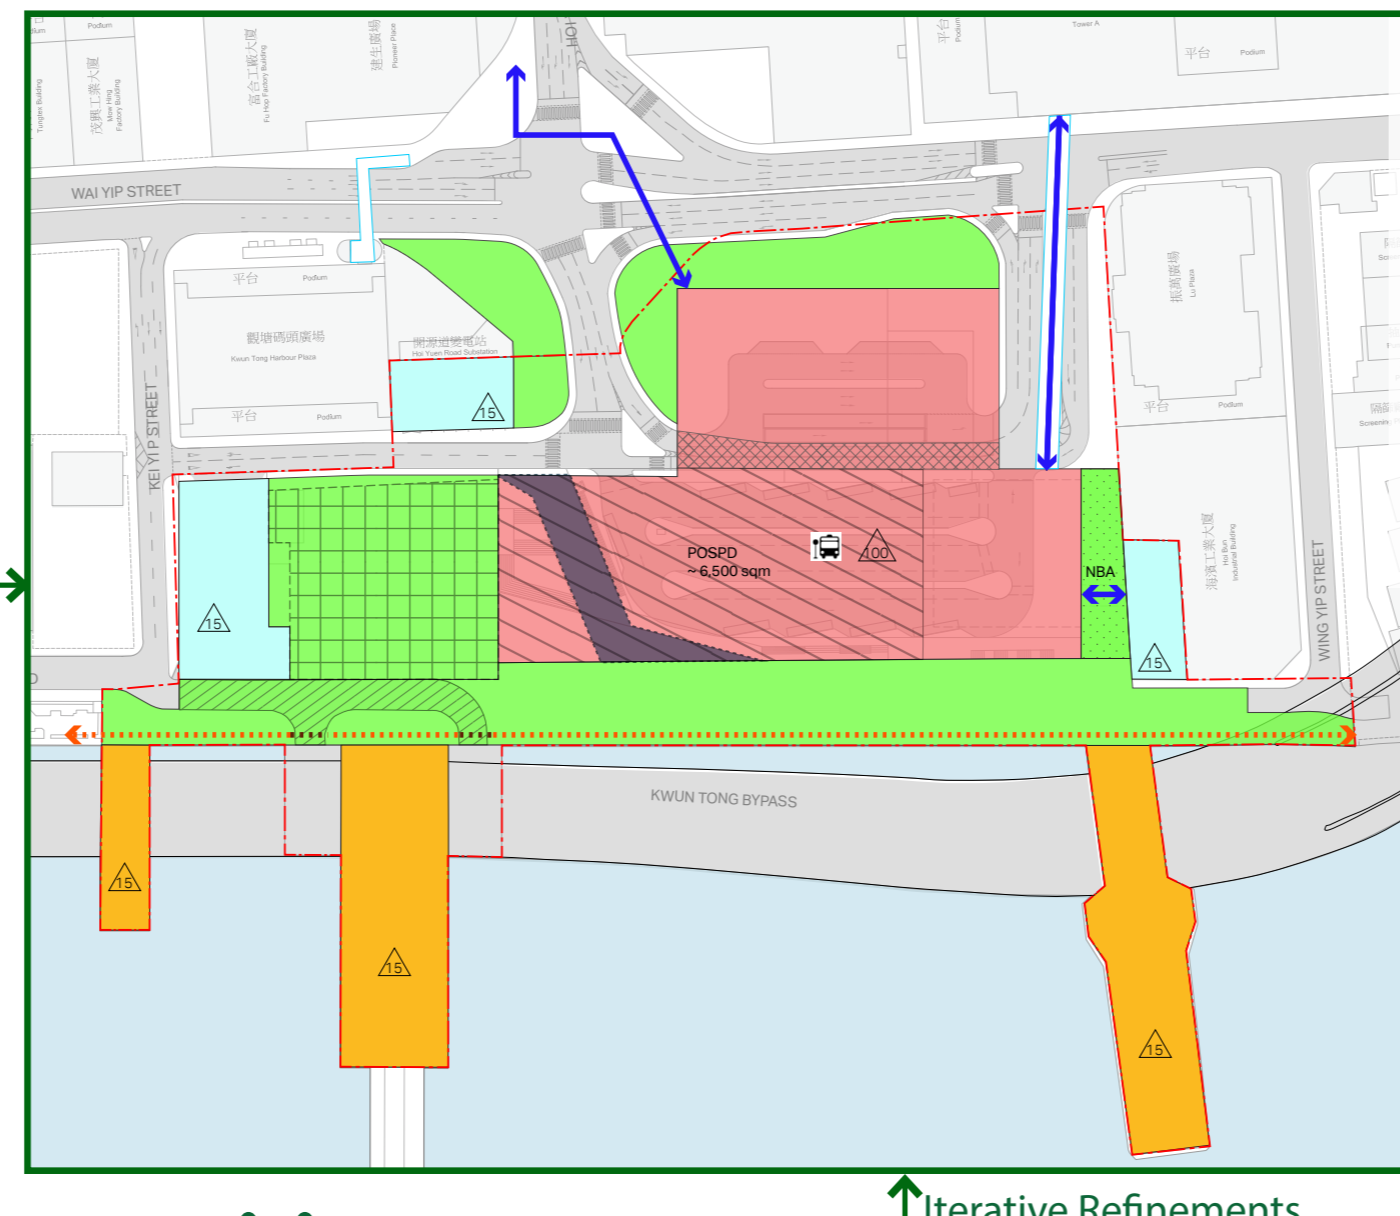 Podium
Podium
Tungtex Building
茂興工業大廈
Mow Hing
Factory Building
富合工廠大廈
Fu Hop Factory Building
建生廣場
Pioneer Place
HOI
平台
Podium
Tower A
平台
Podium
WAI YIP STREET
平台
Podium
觀塘碼頭廣場
Kwun Tong Harbour Plaza
開源道變電站
Hoi Yuen Road Substation
平台
Podium
15
振萬廣場
Lu Plaza
平台
Podium
KEI YIP STREET
POSPD
~ 6,500 sqm
100
NBA
海濱工業大廈
Hoi Bun
Industrial Building
WING YIP STREET
15
15
KWUN TONG BYPASS
15
15
15
Iterative Refinements